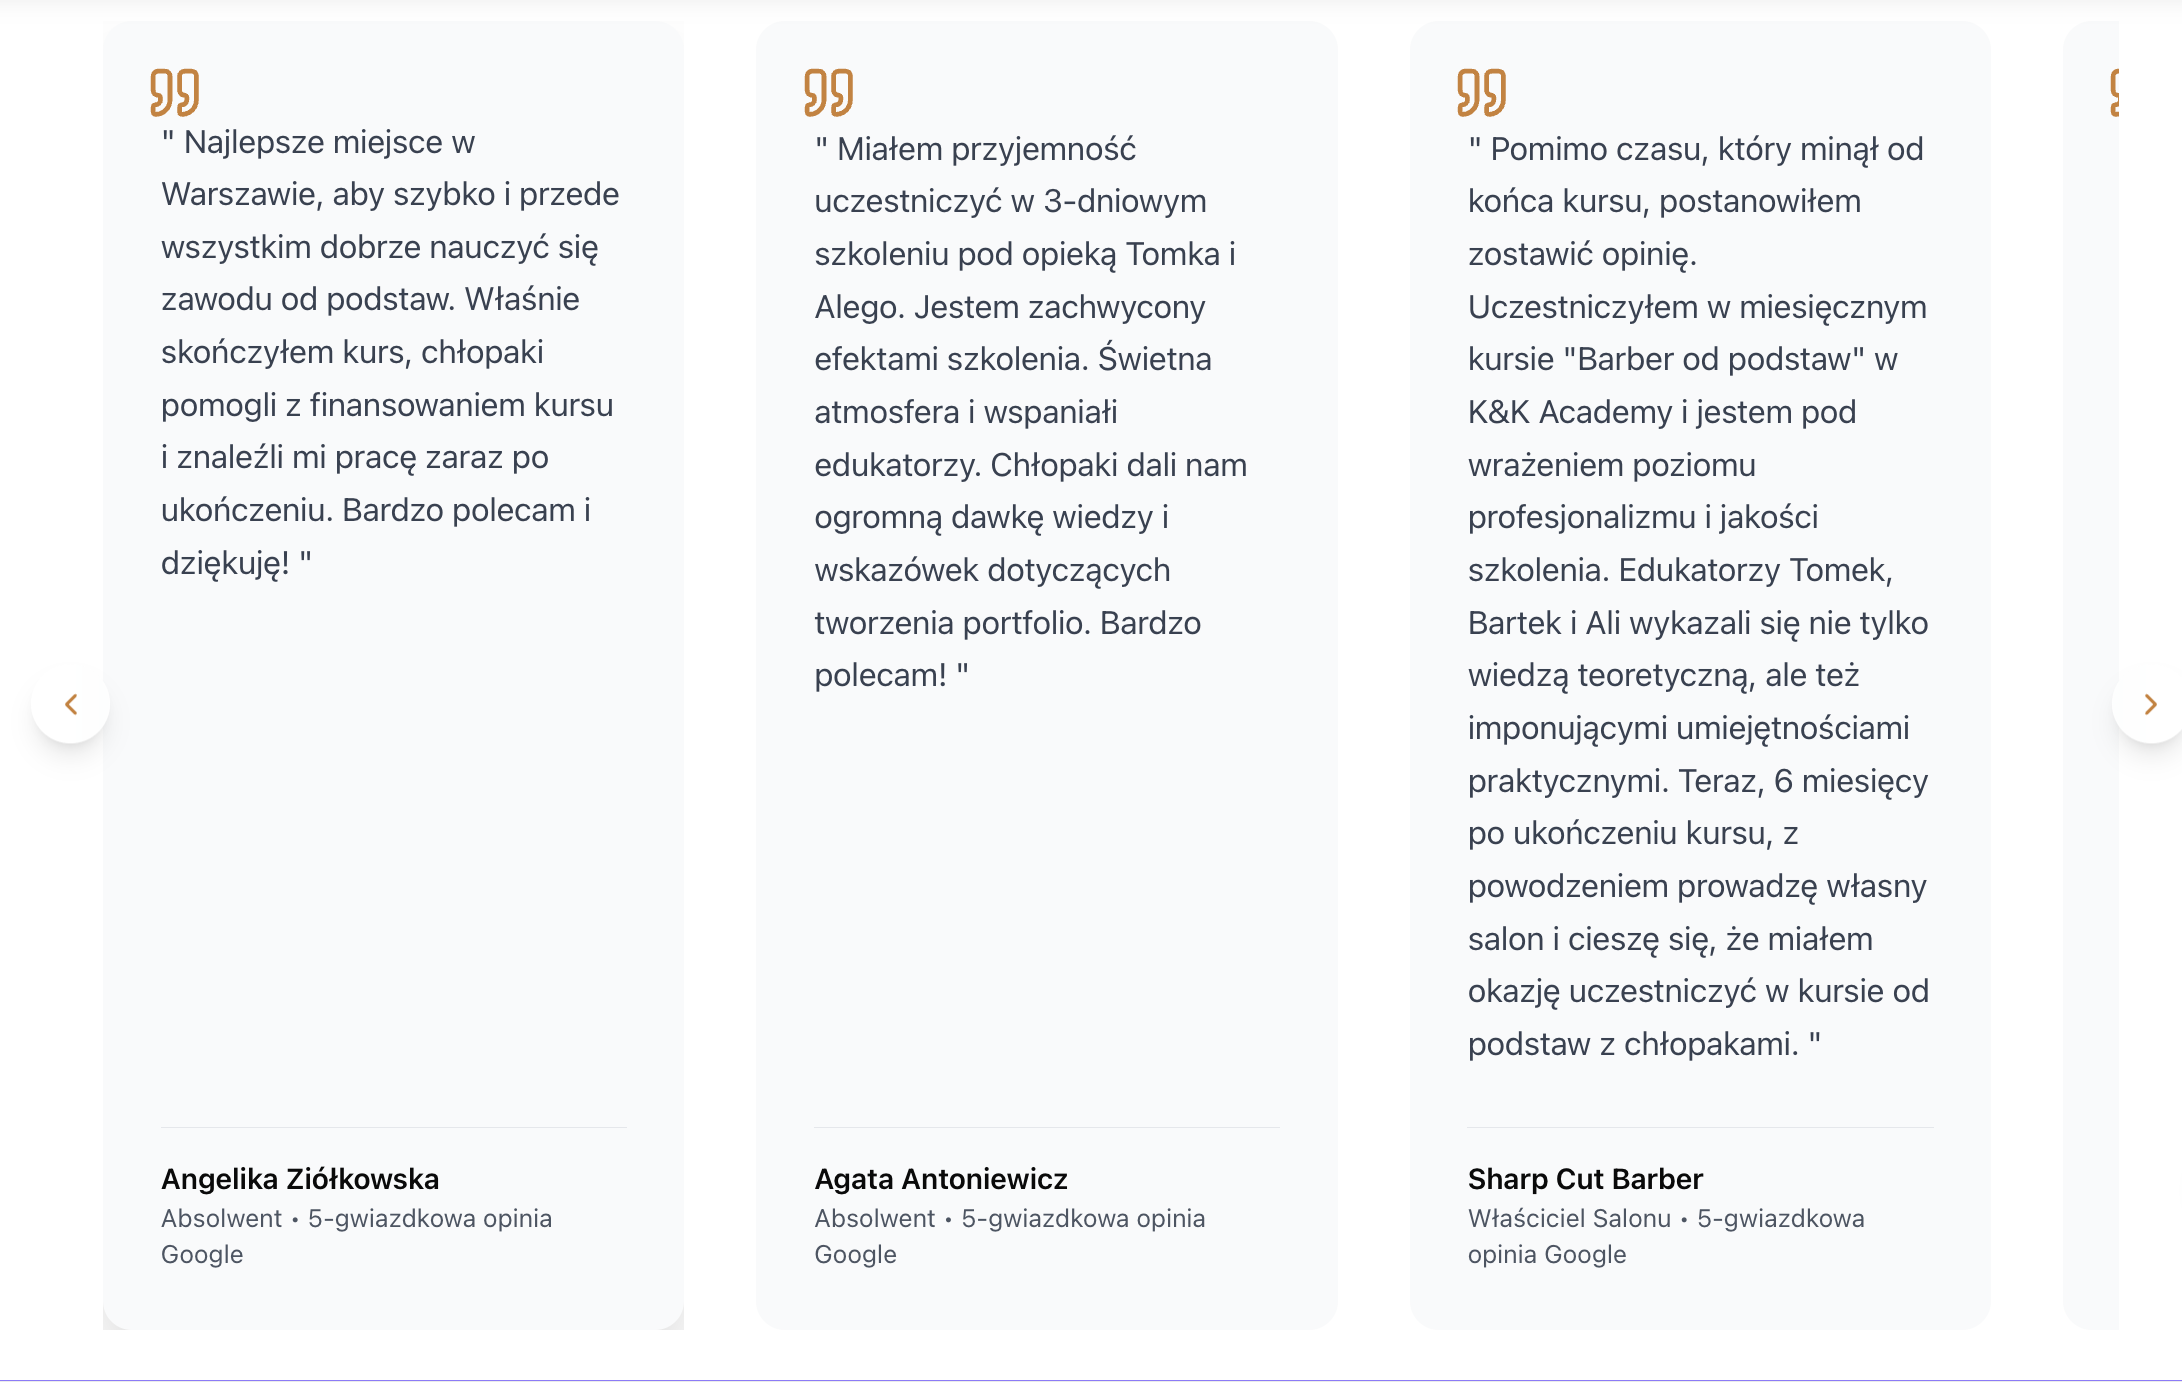 " Najlepsze miejsce w
Warszawie, aby szybko i przede
wszystkim dobrze nauczyć się
zawodu od podstaw. Właśnie
skończyłem kurs, chłopaki
pomogli z finansowaniem kursu
i znaleźli mi pracę zaraz po
ukończeniu. Bardzo polecam i
dziękuję! "
Angelika Ziółkowska
Absolwent • 5-gwiazdkowa opinia
Google
" Miałem przyjemność
uczestniczyć w 3-dniowym
szkoleniu pod opieką Tomka i
Alego. Jestem zachwycony
efektami szkolenia. Świetna
atmosfera i wspaniałi
edukatorzy. Chłopaki dali nam
ogromną dawkę wiedzy i
wskazówek dotyczących
tworzenia portfolio. Bardzo
polecam! "
Agata Antoniewicz
Absolwent • 5-gwiazdkowa opinia
Google
" Pomimo czasu, który minął od
końca kursu, postanowiłem
zostawić opinię.
Uczestniczyłem w miesięcznym
kursie "Barber od podstaw" w
K&K Academy i jestem pod
wrażeniem poziomu
profesjonalizmu i jakości
szkolenia. Edukatorzy Tomek,
Bartek i Ali wykazali się nie tylko
wiedzą teoretyczną, ale też
imponującymi umiejętnościami
praktycznymi. Teraz, 6 miesięcy
po ukończeniu kursu, z
powodzeniem prowadzę własny
salon i cieszę się, że miałem
okazję uczestniczyć w kursie od
podstaw z chłopakami. "
Sharp Cut Barber
Właściciel Salonu • 5-gwiazdkowa
opinia Google